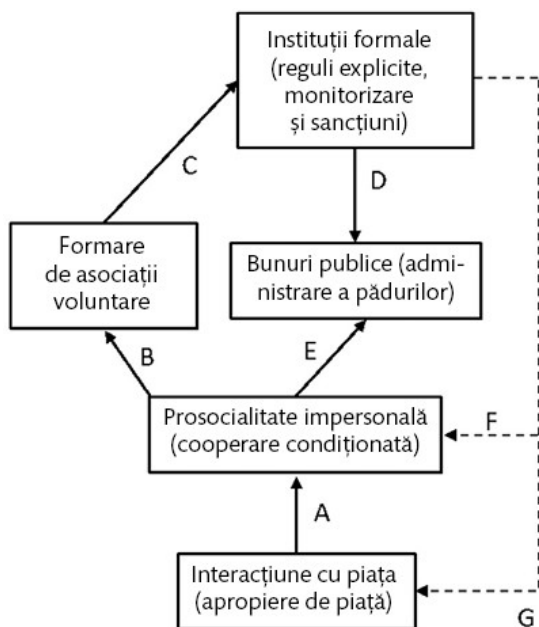 Instituții formale
(reguli explicite,
monitorizare
și sancțiuni)
C
D
Formare
de asociații
voluntare
Bunuri publice (admi-
nistrare a pădurilor)
B
E
Prosocialitate impersonală
(cooperare condiționată)
F
A
Interacțiune cu piața
(apropiere de piață)
G